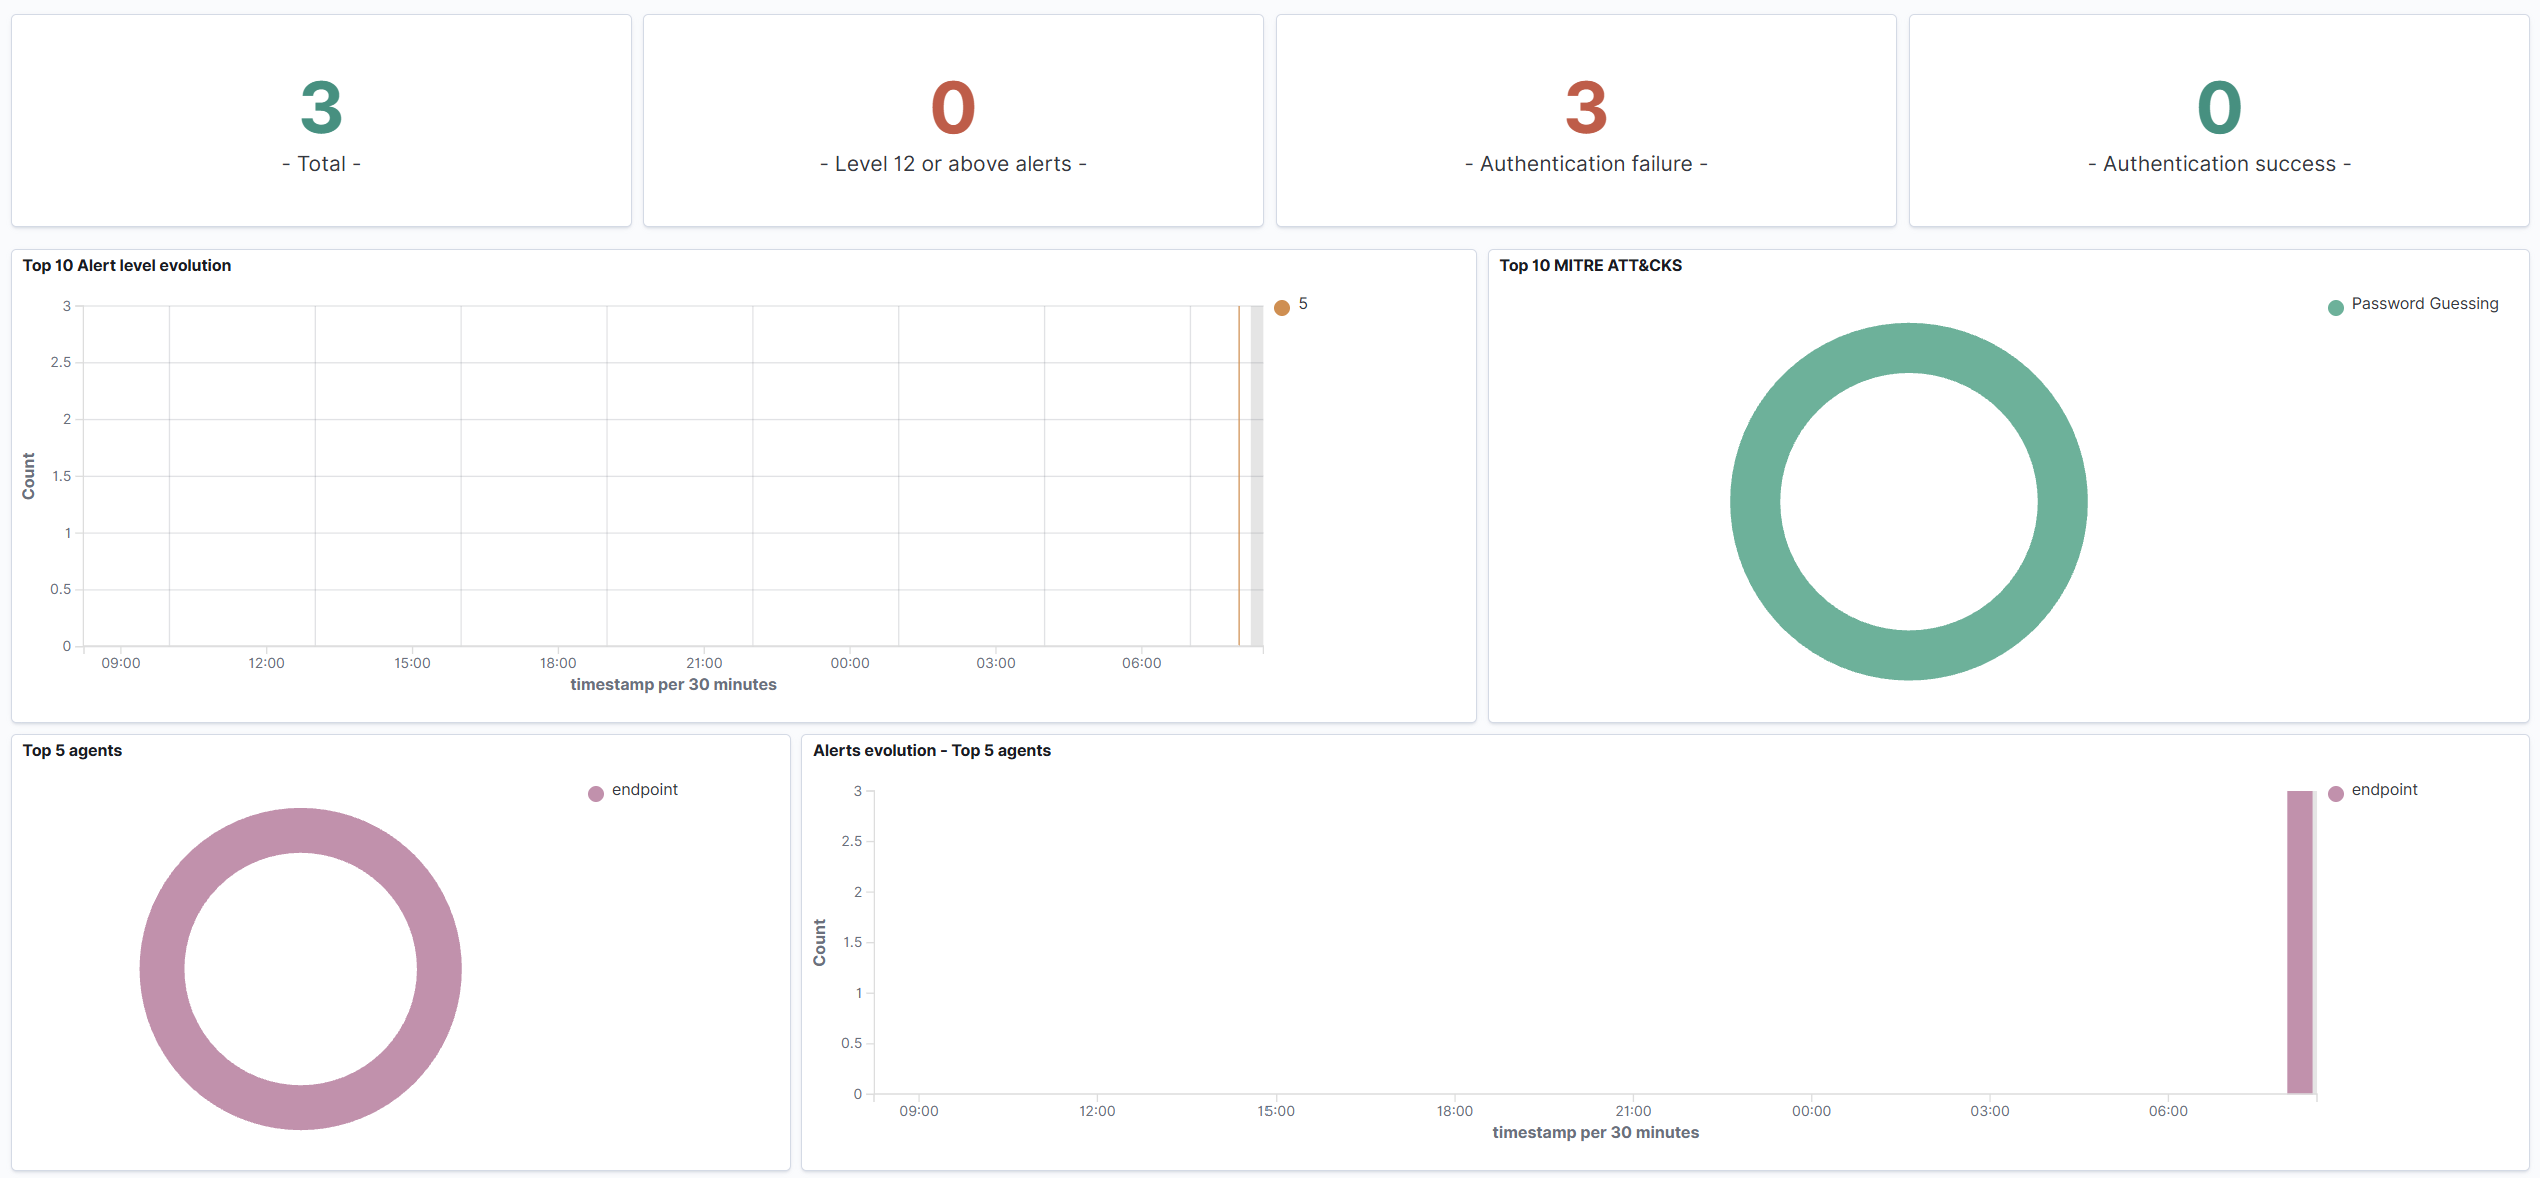 3
- Total -
0
- Level 12 or above alerts -
3
- Authentication failure -
0
- Authentication success -
Top 10 Alert level evolution
3
2.5
2
1.5
1
0.5
0
Count
09:00 12:00 15:00 18:00 21:00 00:00 03:00 06:00
timestamp per 30 minutes
5
Top 10 MITRE ATT&CKS
Password Guessing
Top 5 agents
endpoint
Alerts evolution - Top 5 agents
3
2.5
2
1.5
1
0.5
0
Count
09:00 12:00 15:00 18:00 21:00 00:00 03:00 06:00
timestamp per 30 minutes
endpoint